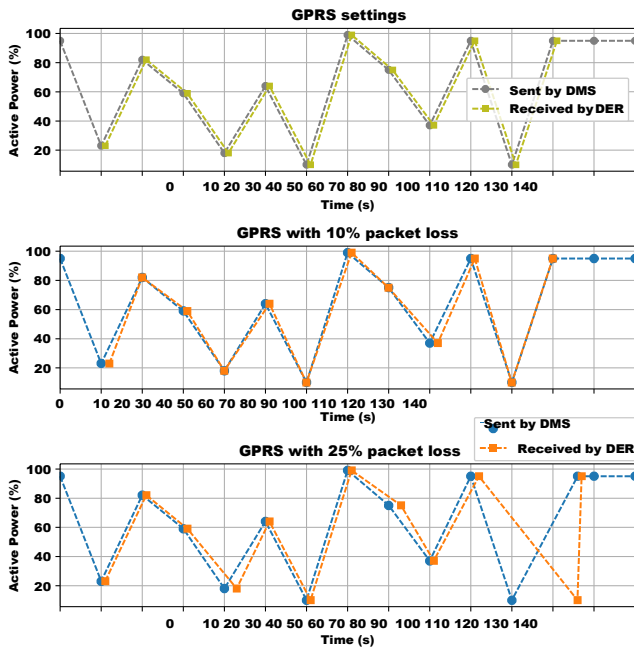 GPRS settings
100
80
60
40
20
Active Power (%)
Sent by DMS
Received by DER
0 10 20 30 40 50 60 70 80 90 100 110 120 130 140
Time (s)
GPRS with 10% packet loss
100
80
60
40
20
Active Power (%)
0 10 20 30 40 50 60 70 80 90 100 110 120 130 140
Time (s)
Sent by DMS
Received by DER
GPRS with 25% packet loss
100
80
60
40
20
Active Power (%)
0 10 20 30 40 50 60 70 80 90 100 110 120 130 140
Time (s)